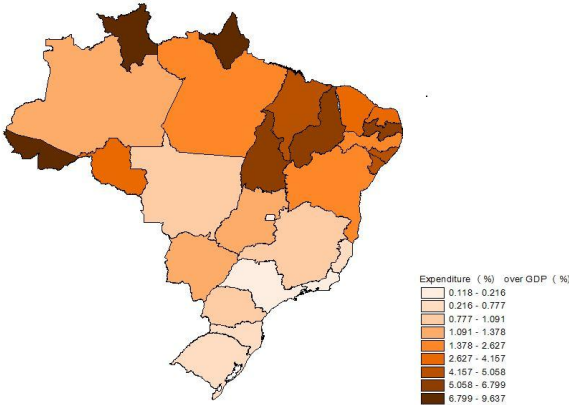 Expenditure ( %) over GDP ( %)
0.118 - 0.216
0.216 - 0.777
0.777 - 1.091
1.091 - 1.378
1.378 - 2.627
2.627 - 4.157
4.157 - 5.058
5.058 - 6.799
6.799 - 9.637